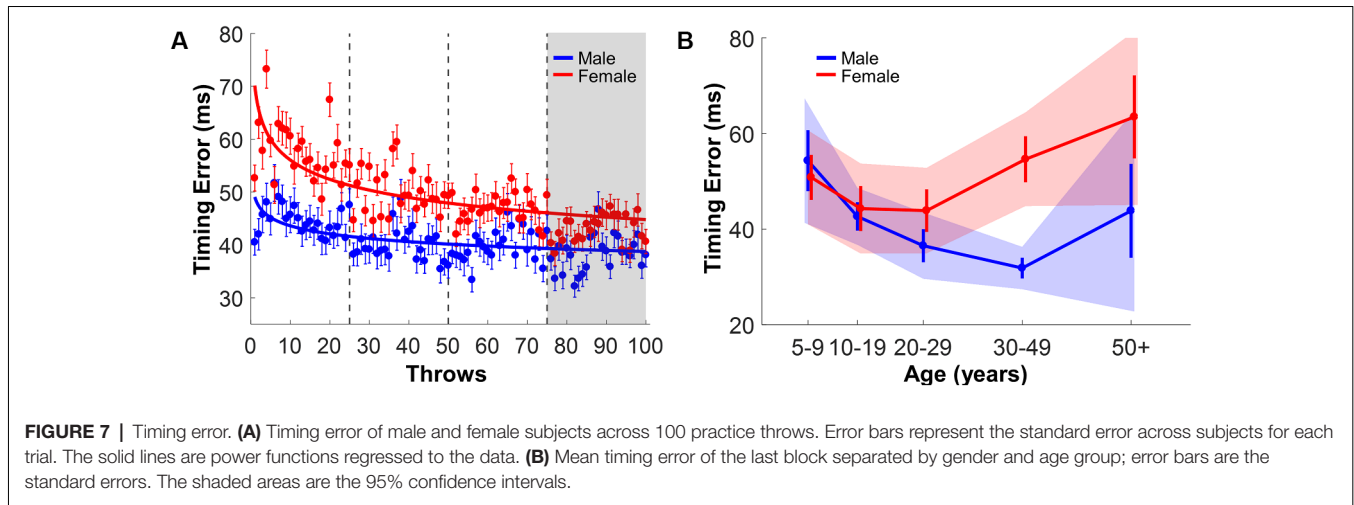 A
80
70
60
50
40
30
Timing Error (ms)
Male
Female
0 10 20 30 40 50 60 70 80 90 100
Throws
B
80
60
40
20
Timing Error (ms)
Male
Female
5-9 10-19 20-29 30-49 50+
Age (years)
FIGURE 7 | Timing error. (A) Timing error of male and female subjects across 100 practice throws. Error bars represent the standard error across subjects for each
trial. The solid lines are power functions regressed to the data. (B) Mean timing error of the last block separated by gender and age group; error bars are the
standard errors. The shaded areas are the 95% confidence intervals.